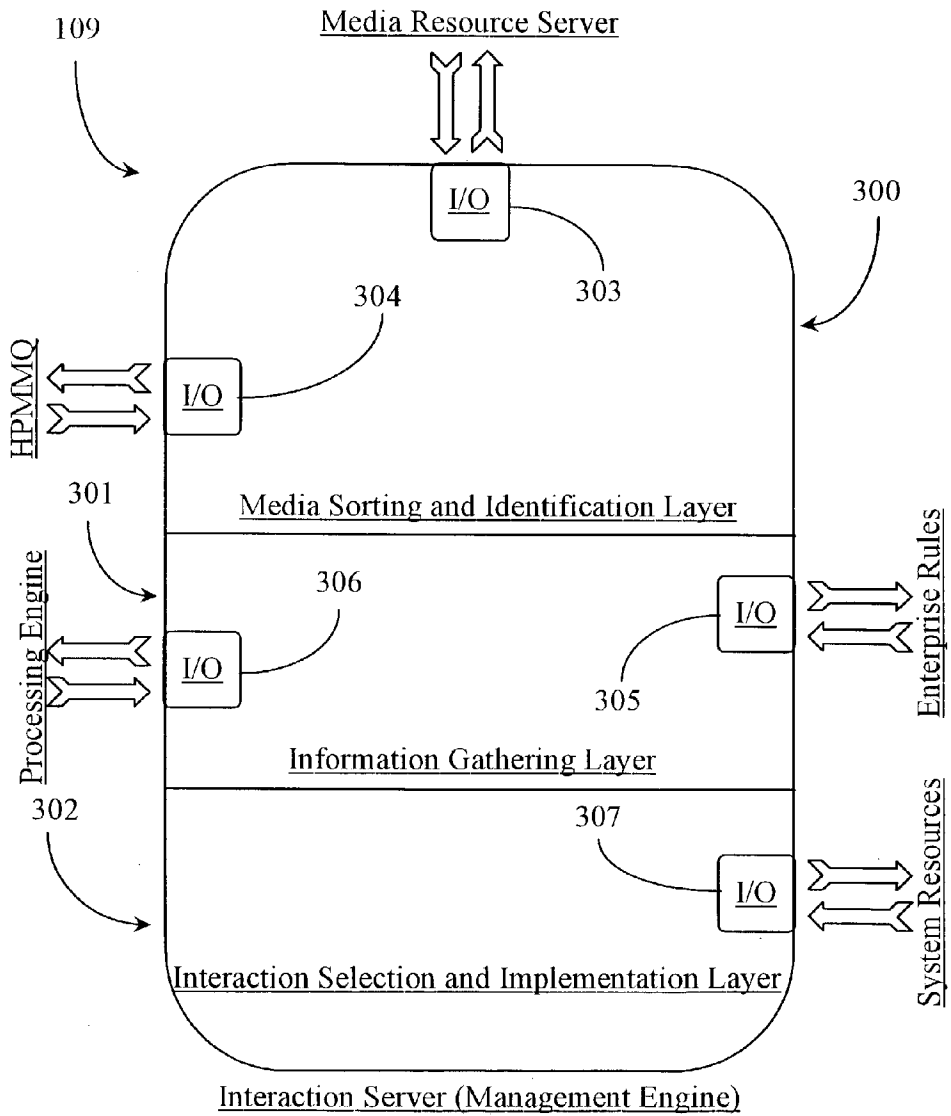 Media Resource Server
109
I/O
300
303
304
HPMMQ
I/O
Media Sorting and Identification Layer
301
306
Processing Engine
I/O
I/O
305
Enterprise Rules
Information Gathering Layer
302
307
I/O
System Resources
Interaction Selection and Implementation Layer
Interaction Server (Management Engine)